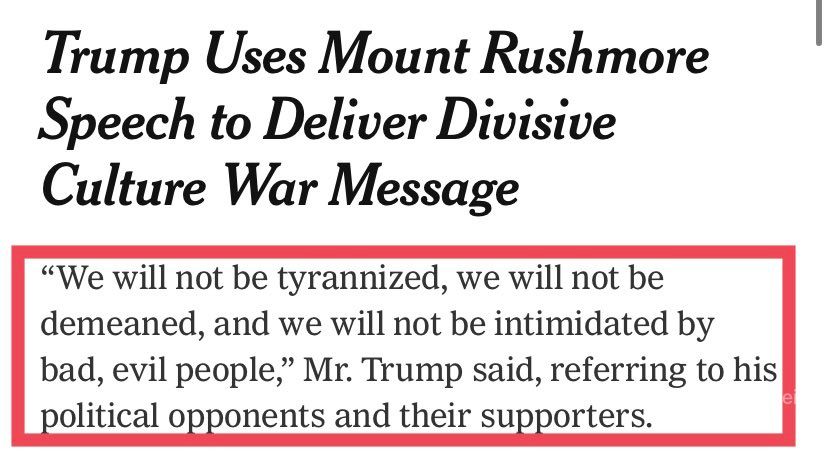 Trump Uses Mount Rushmore
Speech to Deliver Divisive
Culture War Message
“We will not be tyrannized, we will not be
demeaned, and we will not be intimidated by
bad, evil people,” Mr. Trump said, referring to his
political opponents and their supporters.